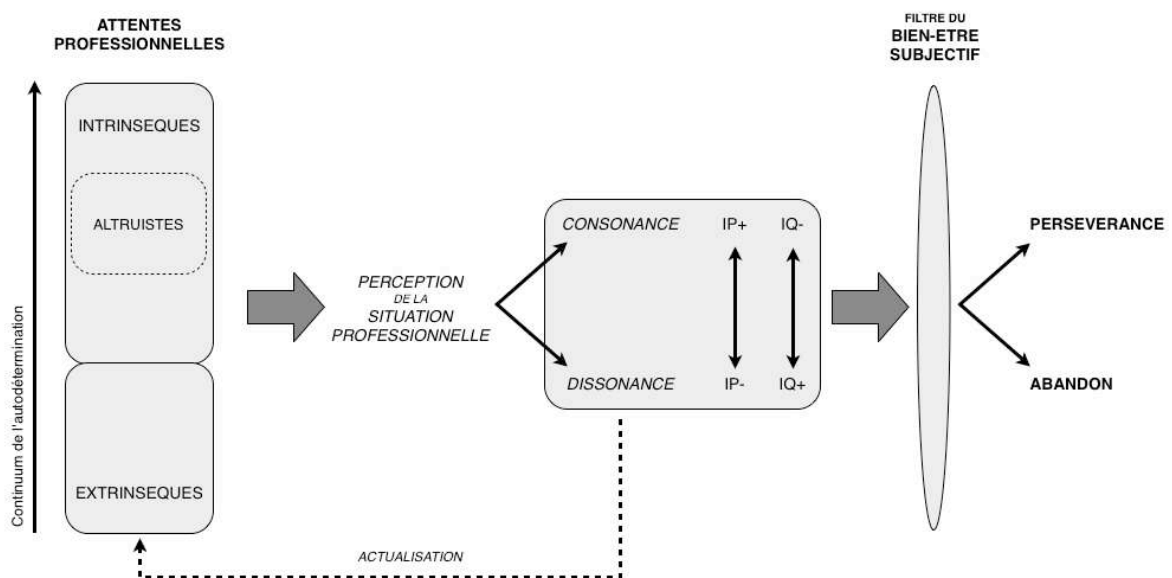 ATTENTES
PROFESSIONNELLES
Continuum de l'autodétermination
INTRINSEQUES
ALTRUISTES
EXTRINSEQUES
PERCEPTION
DE LA
SITUATION
PROFESSIONNELLE
CONSONANCE IP+ IQ-
DISSONANCE IP- IQ+
ACTUALISATION
FILTRE DU
BIEN-ETRE
SUBJECTIF
PERSEVERANCE
ABANDON